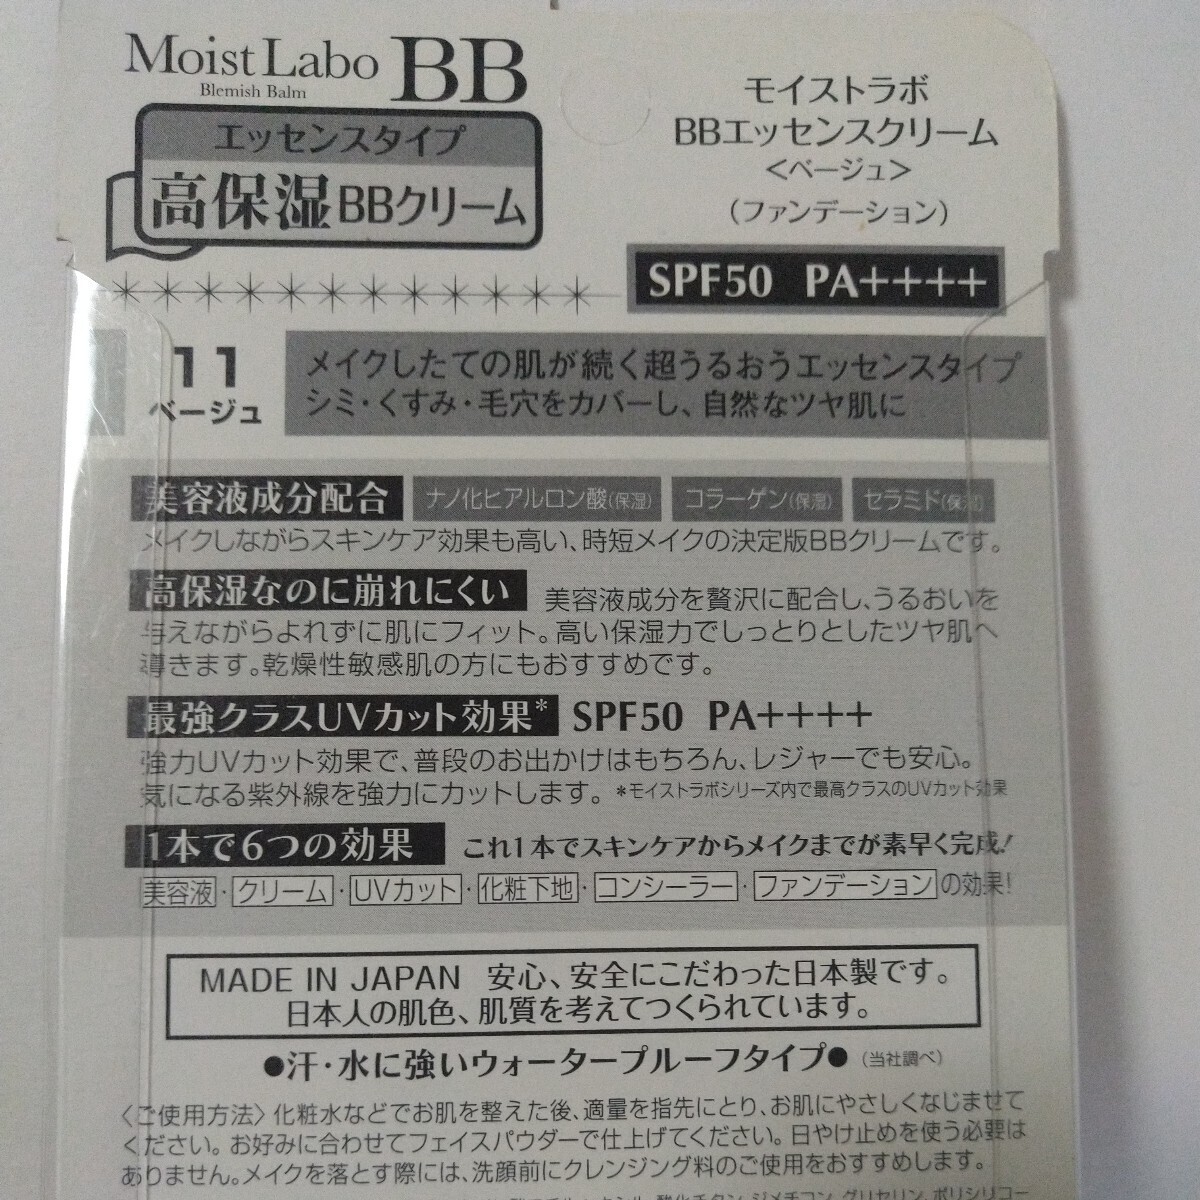 Moist Labo BB
Blemish Balm
エッセンスタイプ
高保湿BBクリーム
モイストラボ
BBエッセンスクリーム
＜ベージュ＞
（ファンデーション）
SPF50 PA++++
11
ベージュ
メイクしたての肌が続く超うるおうエッセンスタイプ
シミ・くすみ・毛穴をカバーし、自然なツヤ肌に
美容液成分配合 ナノ化ヒアルロン酸（保湿） コラーゲン（保湿） セラミド（保湿）
メイクしながらスキンケア効果も高い、時短メイクの決定版BBクリームです。
高保湿なのに崩れにくい 美容液成分を贅沢に配合し、うるおいを
与えながらよれずに肌にフィット。高い保湿力でしっとりとしたツヤ肌へ
導きます。乾燥性敏感肌の方にもおすすめです。
最強クラスUVカット効果* SPF50 PA++++
強力UVカット効果で、普段のお出かけはもちろん、レジャーでも安心。
気になる紫外線を強力にカットします。 *モイストラボシリーズ内で最高クラスのUVカット効果
1本で6つの効果 これ1本でスキンケアからメイクまでが素早く完成!
美容液・クリーム・UVカット・化粧下地・コンシーラー・ファンデーションの効果!
MADE IN JAPAN 安心、安全にこだわった日本製です。
日本人の肌色、肌質を考えてつくられています。
●汗・水に強いウォータープルーフタイプ●（当社調べ）
〈ご使用方法〉化粧水などでお肌を整えた後、適量を指先にとり、お肌にやさしくなじませて
ください。お好みに合わせてフェイスパウダーで仕上げてください。日やけ止めを使う必要は
ありません。メイクを落とす際には、洗顔前にクレンジング料のご使用をおすすめします。
酸化チタン、ジメチコン、グリセリン、ポリシリコー